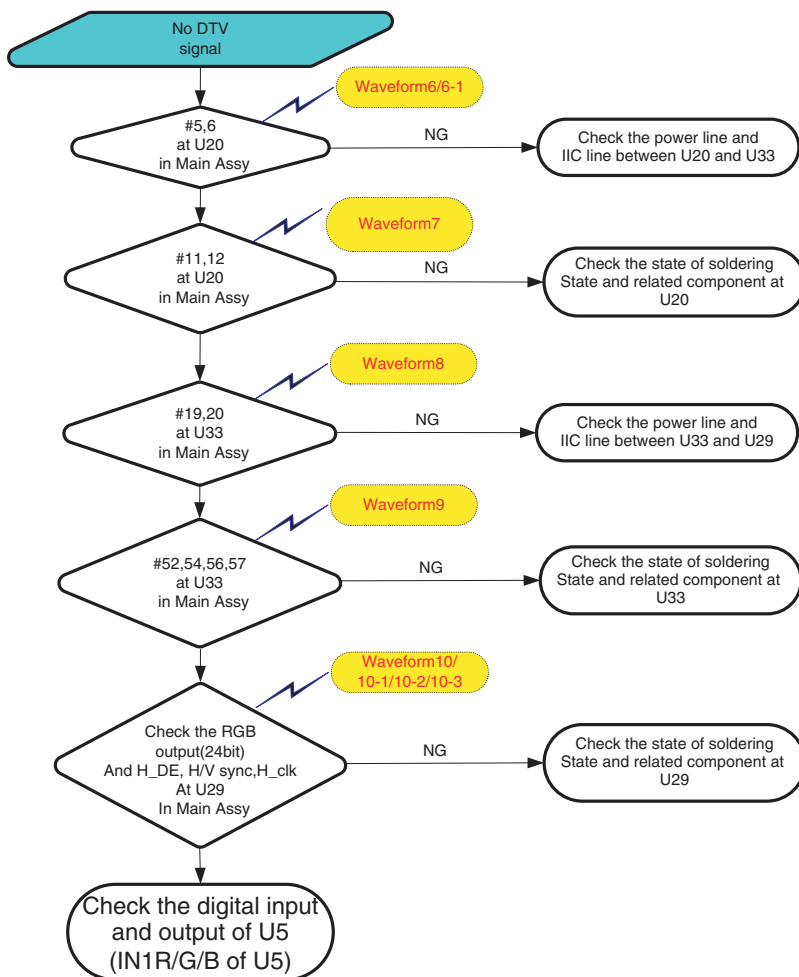 No DTV
signal
Waveform6/6-1
#5,6
at U20
in Main Assy
NG
Check the power line and
IIC line between U20 and U33
Waveform7
#11,12
at U20
in Main Assy
NG
Check the state of soldering
State and related component at
U20
Waveform8
#19,20
at U33
in Main Assy
NG
Check the power line and
IIC line between U33 and U29
Waveform9
#52,54,56,57
at U33
in Main Assy
NG
Check the state of soldering
State and related component at
U33
Waveform10/
10-1/10-2/10-3
Check the RGB
output(24bit)
And H_DE, H/V sync,H_clk
At U29
In Main Assy
NG
Check the state of soldering
State and related component at
U29
Check the digital input
and output of U5
(IN1R/G/B of U5)